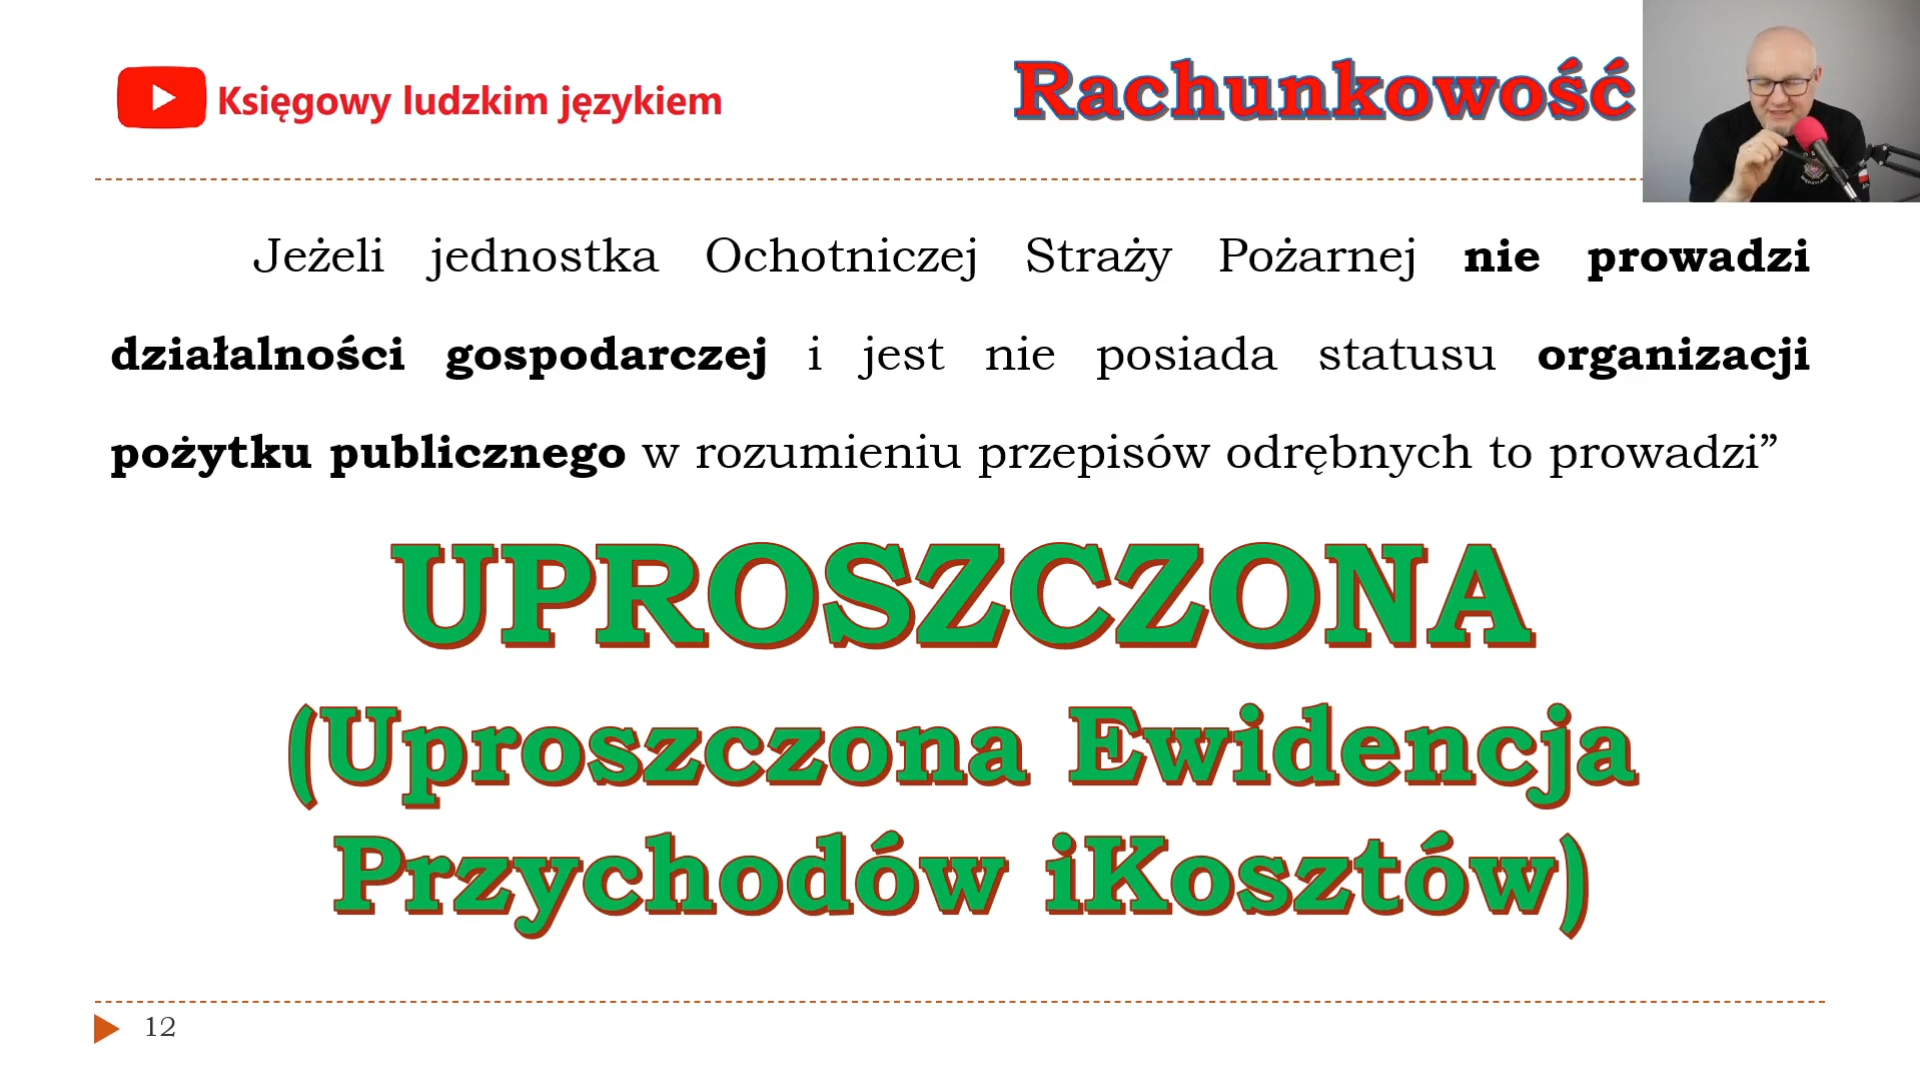 Księgowy ludzkim językiem
Rachunkowość
Jeżeli jednostka Ochotniczej Straży Pożarnej nie prowadzi
działalności gospodarczej i jest nie posiada statusu organizacji
pożytku publicznego w rozumieniu przepisów odrębnych to prowadzi”
UPROSZCZONA
(Uproszczona Ewidencja
Przychodów iKosztów)
12